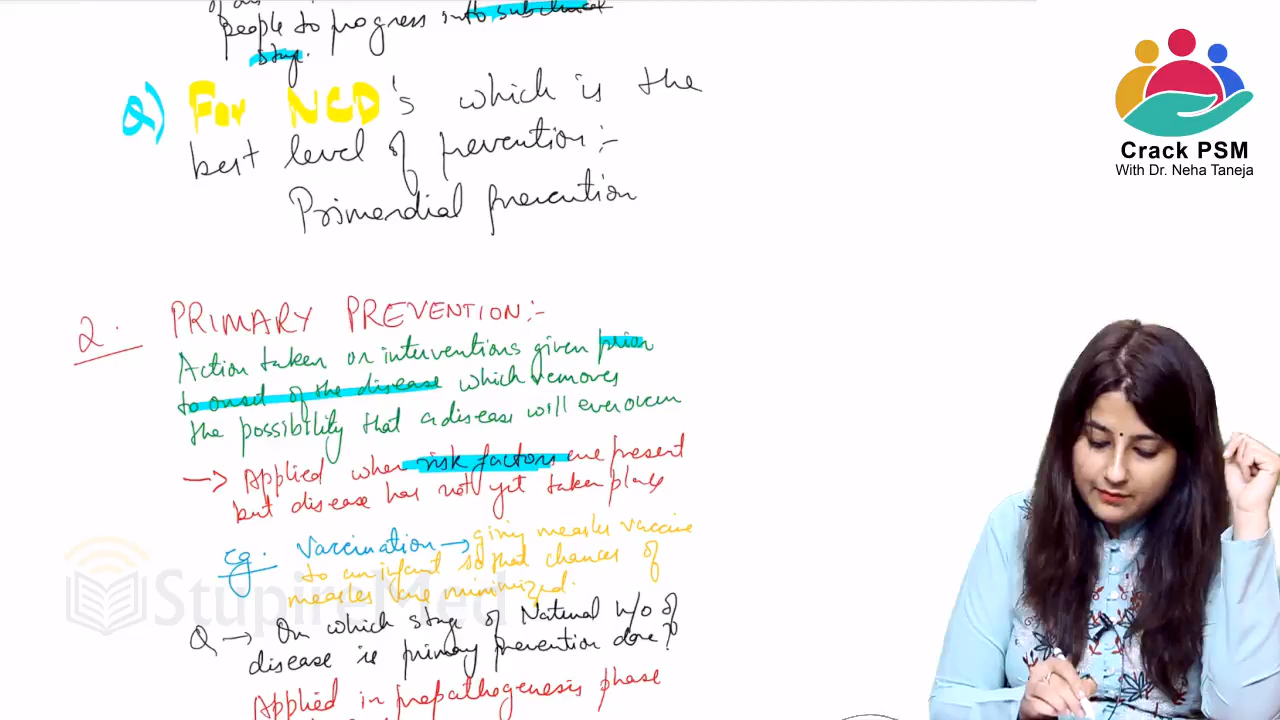 people to progress into subclinical
stage.
Q) For NCD's which is the
best level of prevention:-
Primordial prevention
2. PRIMARY PREVENTION:-
Action taken or interventions given prior
to onset of the disease which removes
the possibility that a disease will ever occur
→ Applied when risk factors are present
but disease has not yet taken place
eg. Vaccination → giving measles vaccine
to an infant so that chances of
measles are minimized.
Q → On which stage of Natural h/o of
disease is primary prevention done?
Applied in prepathogenesis phase
Crack PSM
With Dr. Neha Taneja
StupireMed